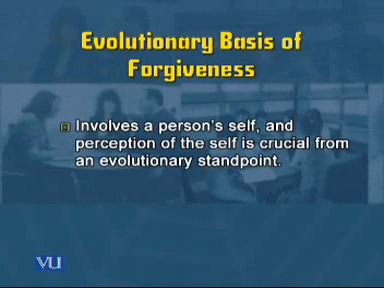 Evolutionary Basis of
Forgiveness
Involves a person's self, and
perception of the self is crucial from
an evolutionary standpoint.
VU